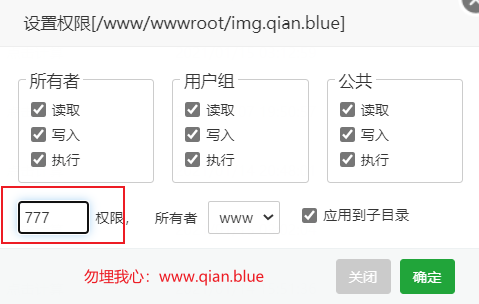 设置权限[/www/wwwroot/img.qian.blue]
所有者 用户组 公共
读取 读取 读取
写入 写入 写入
执行 执行 执行
777 权限， 所有者 www 应用到子目录
勿埋我心：www.qian.blue 关闭 确定